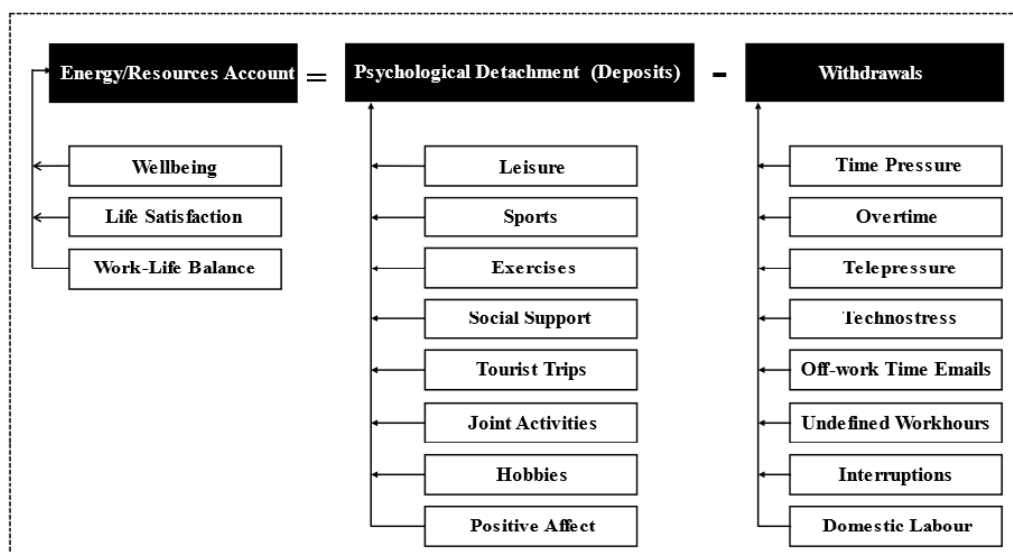 Energy/Resources Account = Psychological Detachment (Deposits) - Withdrawals
Wellbeing
Life Satisfaction
Work-Life Balance
Leisure
Sports
Exercises
Social Support
Tourist Trips
Joint Activities
Hobbies
Positive Affect
Time Pressure
Overtime
Telepressure
Technostress
Off-work Time Emails
Undefined Workhours
Interruptions
Domestic Labour